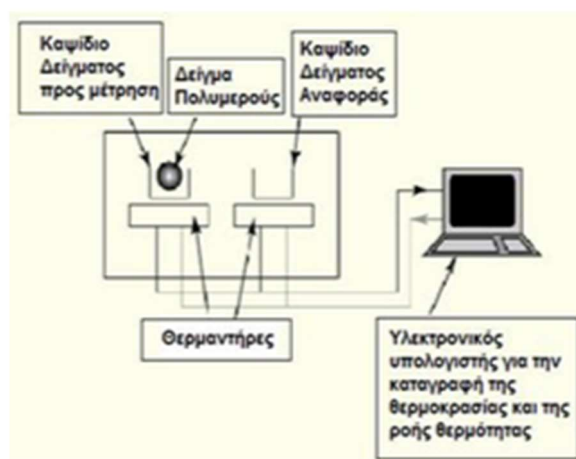 Καψίδιο
Δείγματος
προς μέτρηση
Δείγμα
Πολυμερούς
Καψίδιο
Δείγματος
Αναφοράς
Θερμαντήρες
Υλεκτρονικός
υπολογιστής για την
καταγραφή της
θερμοκρασίας και της
ροής θερμότητας